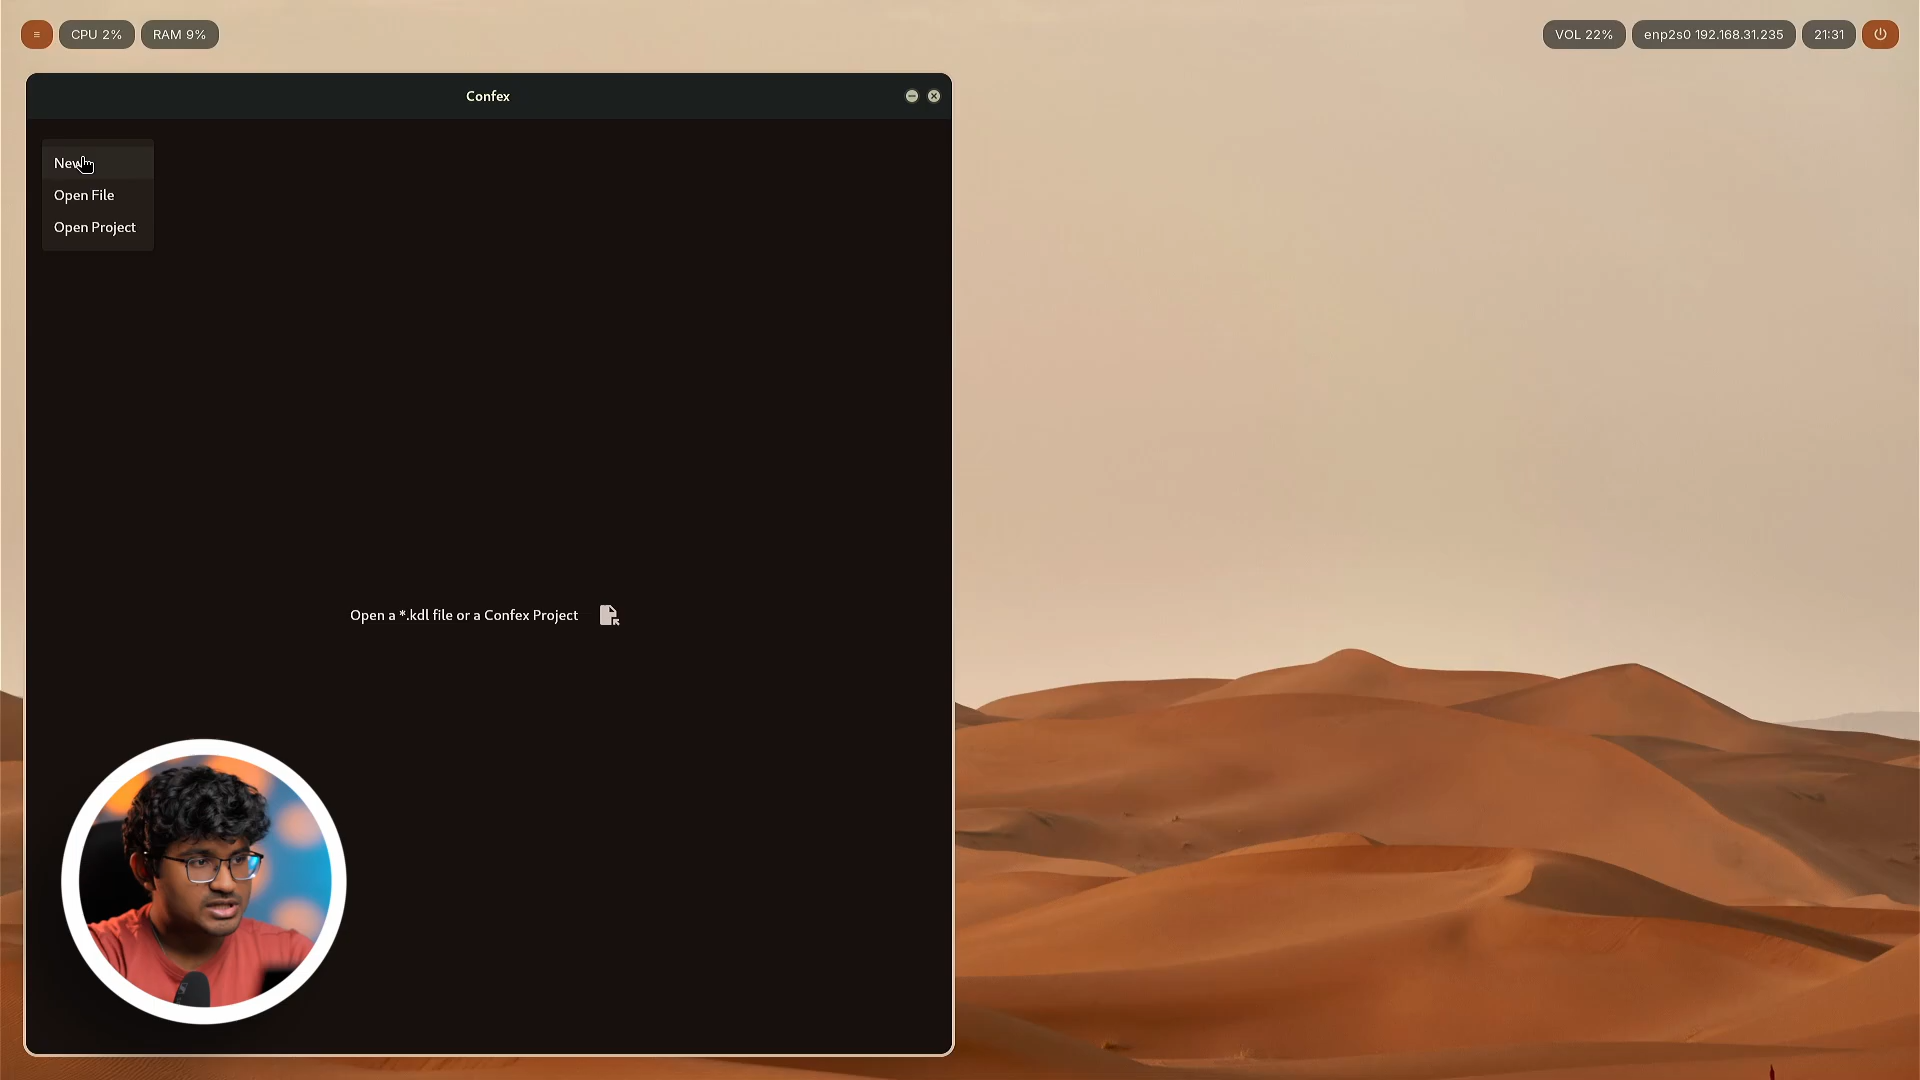 CPU 2%
RAM 9%
VOL 22%
enp2s0 192.168.31.235
21:31
Confex
New
Open File
Open Project
Open a *.kdl file or a Confex Project